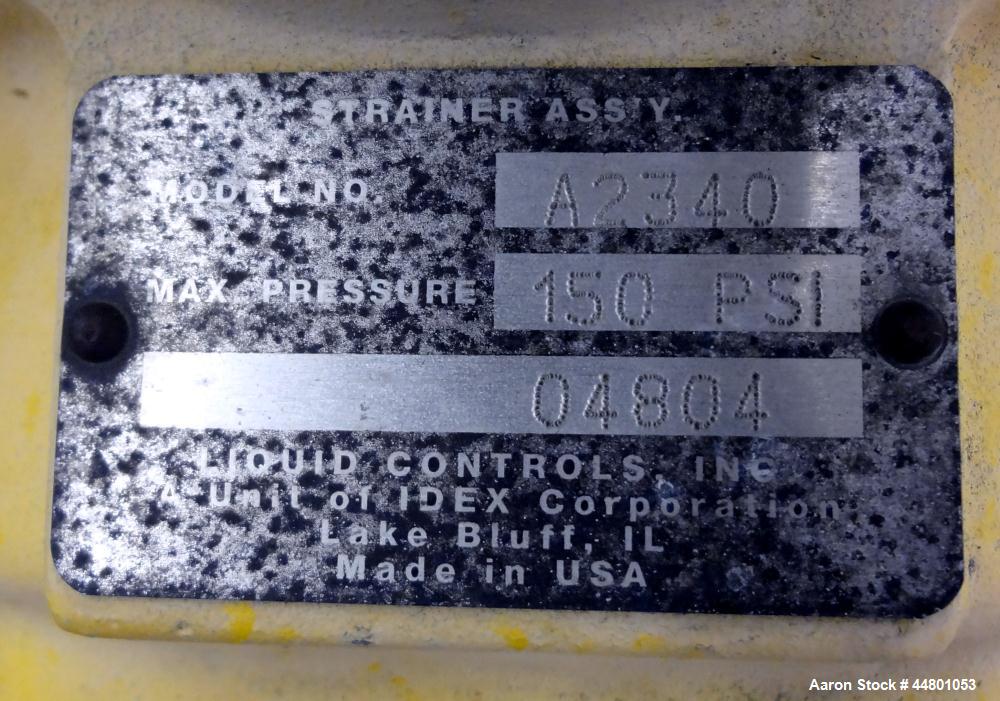 STRAINER ASS'Y.
MODEL NO. A2340
MAX. PRESSURE 150 PSI
04804
LIQUID CONTROLS, INC.
A Unit of IDEX Corporation
Lake Bluff, IL
Made in USA
Aaron Stock # 44801053